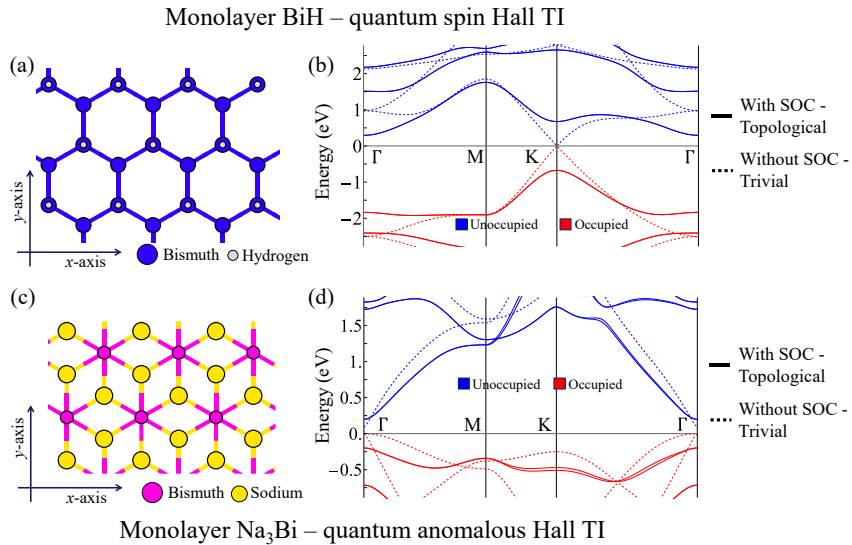 Monolayer BiH – quantum spin Hall TI
(a)
y-axis
x-axis
Bismuth
Hydrogen
(b)
Energy (eV)
2
1
0
−1
−2
Γ
M
K
Γ
Unoccupied
Occupied
With SOC -
Topological
Without SOC -
Trivial
(c)
y-axis
x-axis
Bismuth
Sodium
(d)
Energy (eV)
1.5
1
0.5
0
−0.5
Γ
M
K
Γ
Unoccupied
Occupied
With SOC -
Topological
Without SOC -
Trivial
Monolayer Na₃Bi – quantum anomalous Hall TI